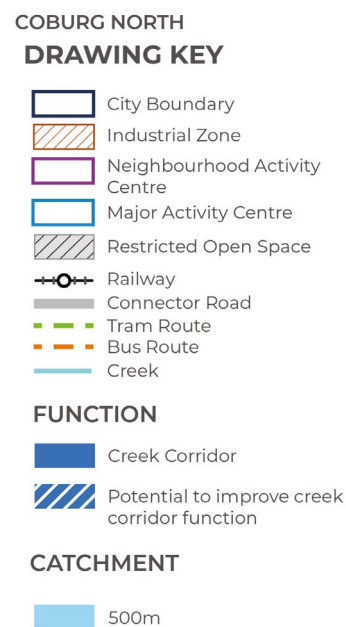 COBURG NORTH
DRAWING KEY
City Boundary
Industrial Zone
Neighbourhood Activity
Centre
Major Activity Centre
Restricted Open Space
Railway
Connector Road
Tram Route
Bus Route
Creek
FUNCTION
Creek Corridor
Potential to improve creek
corridor function
CATCHMENT
500m